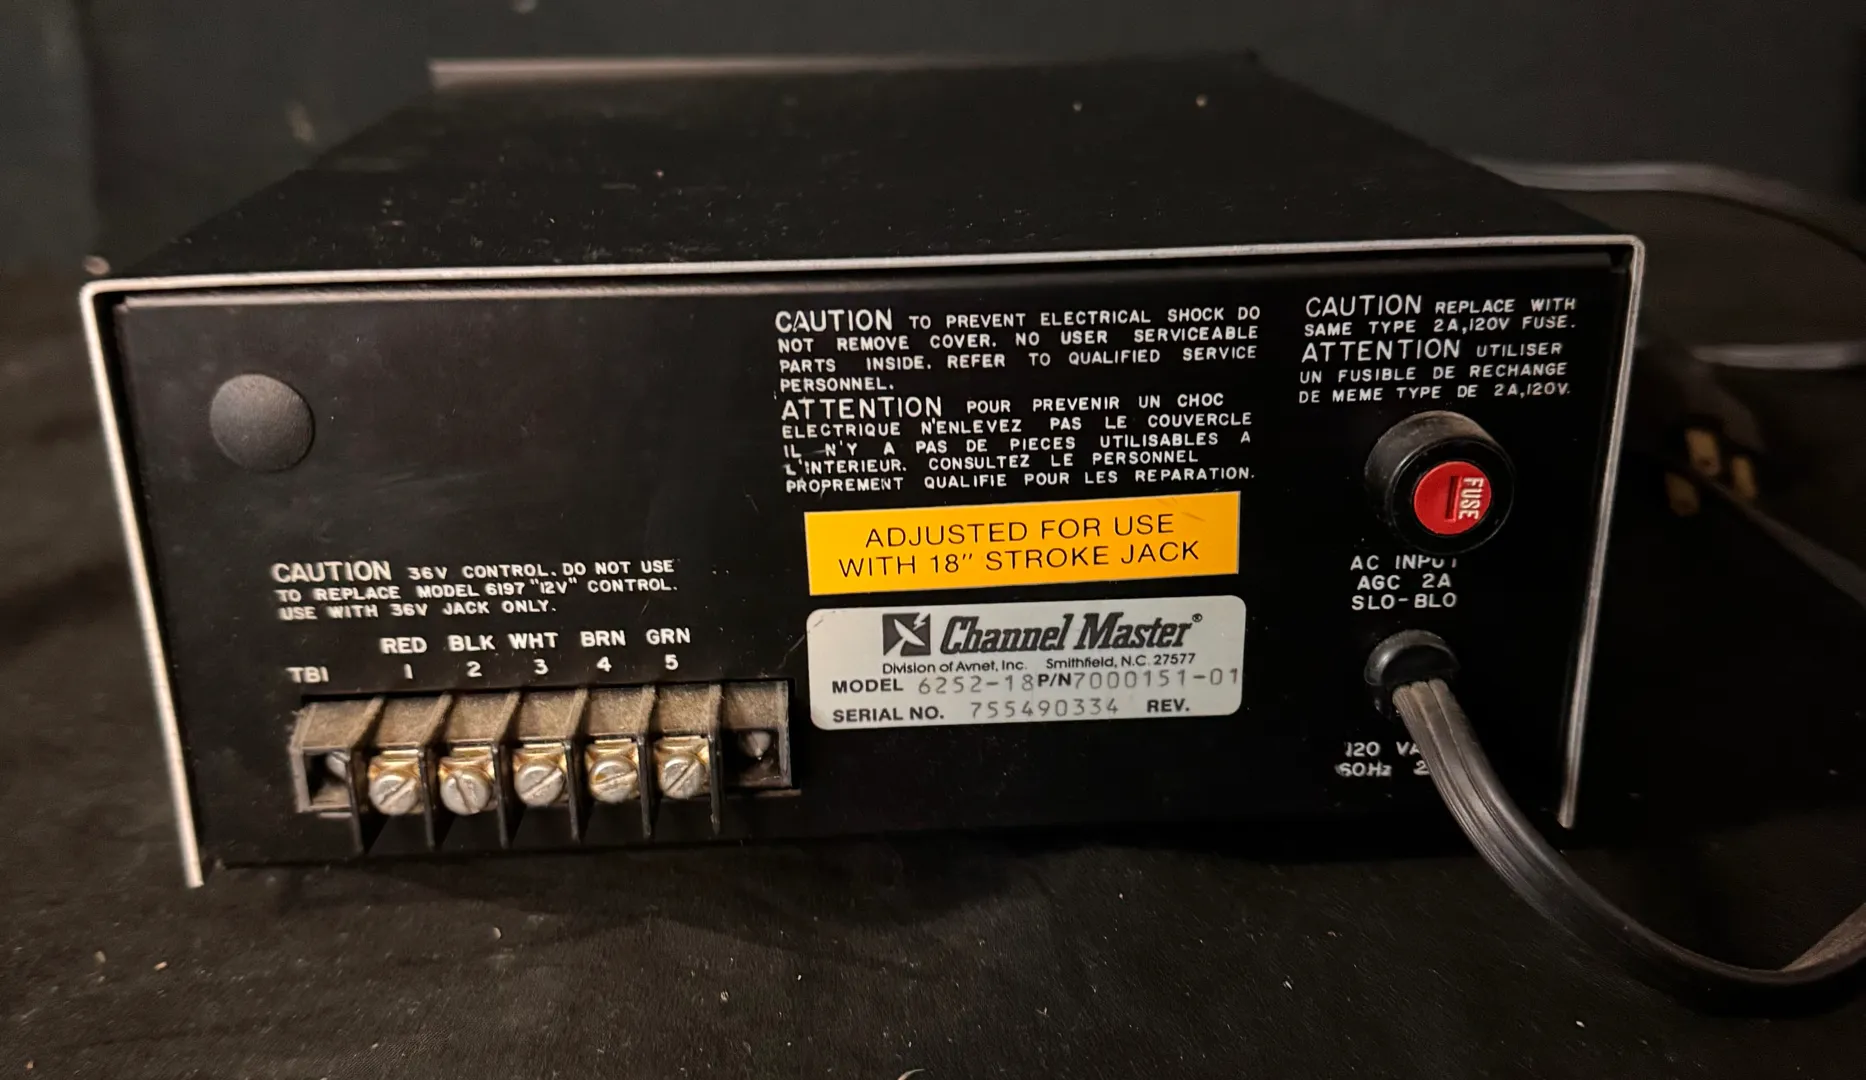 CAUTION TO PREVENT ELECTRICAL SHOCK DO
NOT REMOVE COVER. NO USER SERVICEABLE
PARTS INSIDE. REFER TO QUALIFIED SERVICE
PERSONNEL.
ATTENTION POUR PREVENIR UN CHOC
ELECTRIQUE N'ENLEVEZ PAS LE COUVERCLE
IL N'Y A PAS DE PIECES UTILISABLES A
L'INTERIEUR. CONSULTEZ LE PERSONNEL
PROPREMENT QUALIFIE POUR LES REPARATION.
CAUTION REPLACE WITH
SAME TYPE 2A,120V FUSE.
ATTENTION UTILISER
UN FUSIBLE DE RECHANGE
DE MEME TYPE DE 2A,120V.
FUSE
AC INPUT
AGC 2A
SLO-BLO
ADJUSTED FOR USE
WITH 18" STROKE JACK
CAUTION 36V CONTROL. DO NOT USE
TO REPLACE MODEL 6197 "12V" CONTROL.
USE WITH 36V JACK ONLY.
RED BLK WHT BRN GRN
TB1 1 2 3 4 5
Channel Master®
Division of Avnet, Inc. Smithfield, N.C. 27577
MODEL 6252-18 P/N 7000151-01
SERIAL NO. 755490334 REV.
120
60Hz 2